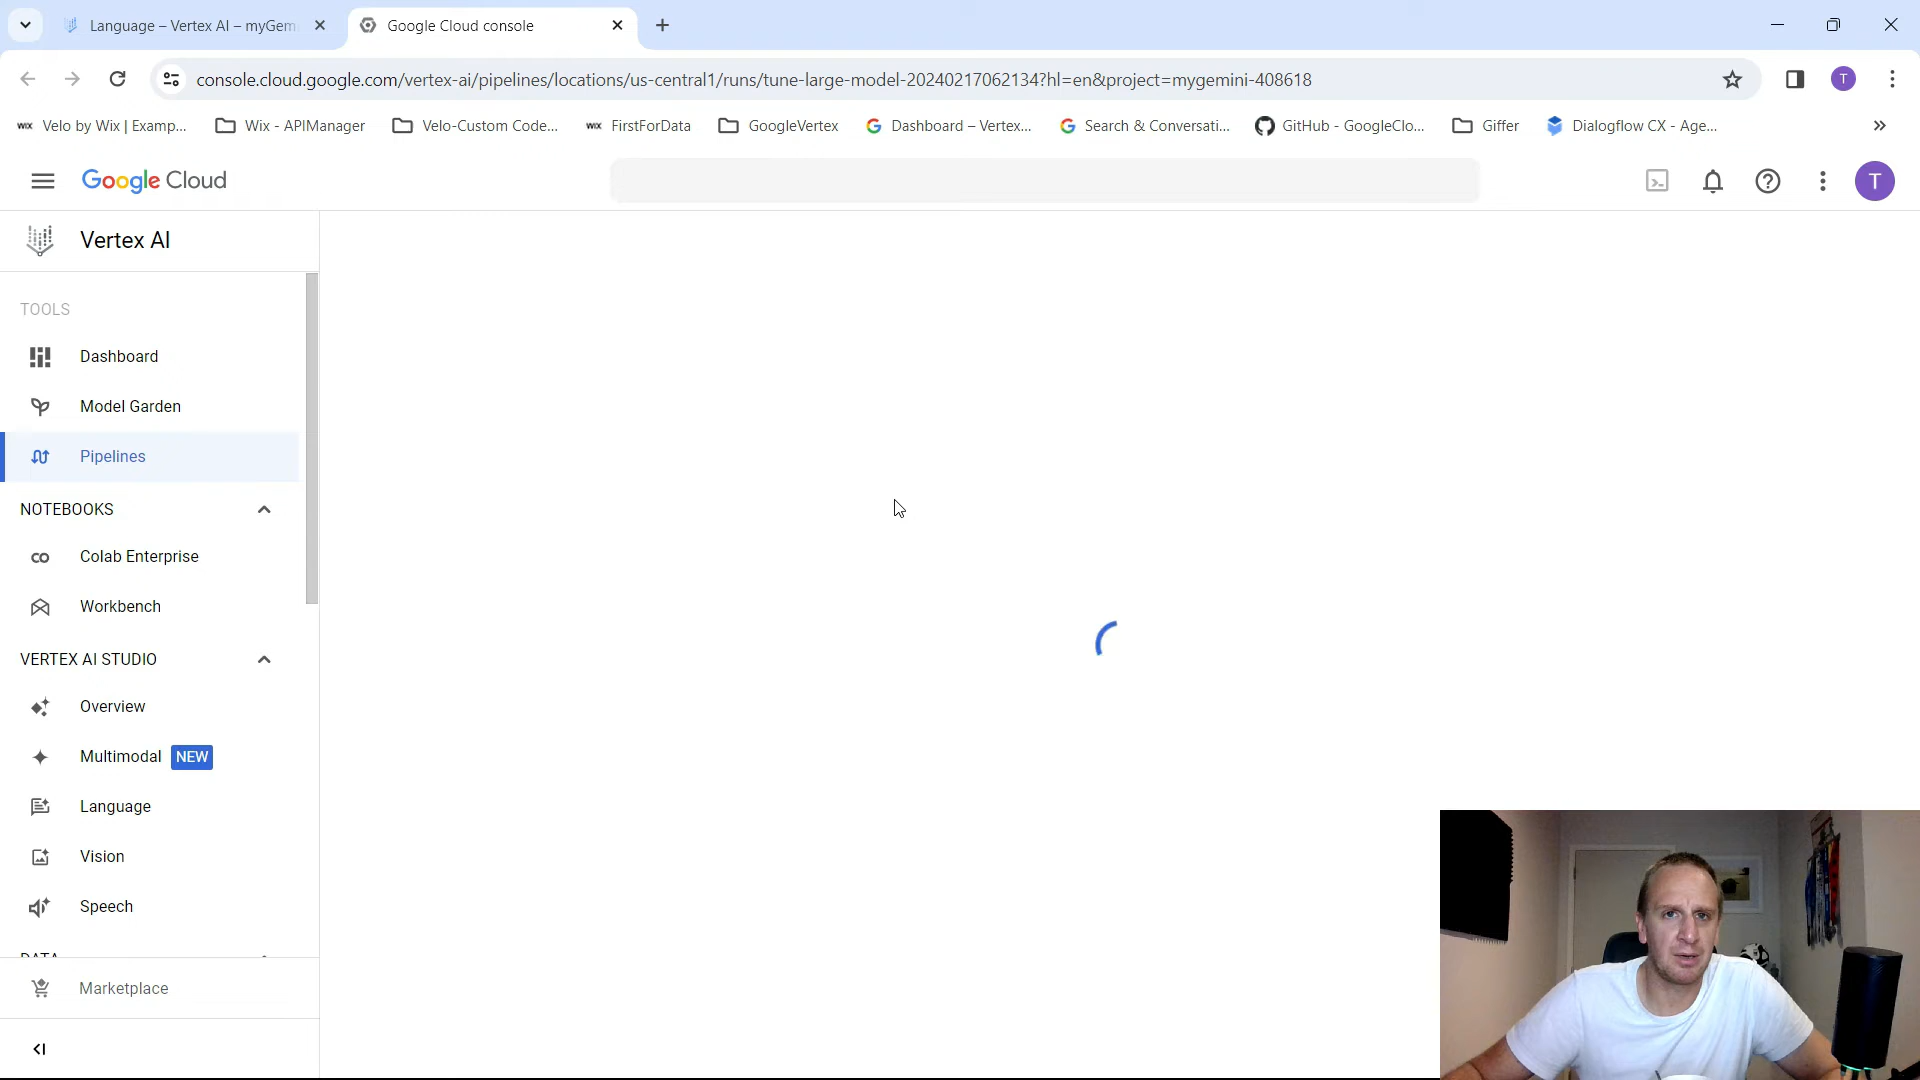 Language – Vertex AI – myGem
Google Cloud console
console.cloud.google.com/vertex-ai/pipelines/locations/us-central1/runs/tune-large-model-20240217062134?hl=en&project=mygemini-408618
T
WIX Velo by Wix | Examp...
Wix - APIManager
Velo-Custom Code...
WIX FirstForData
GoogleVertex
Dashboard – Vertex...
Search & Conversati...
GitHub - GoogleClo...
Giffer
Dialogflow CX - Age...
Google Cloud
T
Vertex AI
TOOLS
Dashboard
Model Garden
Pipelines
NOTEBOOKS
Colab Enterprise
Workbench
VERTEX AI STUDIO
Overview
Multimodal NEW
Language
Vision
Speech
DATA
Marketplace